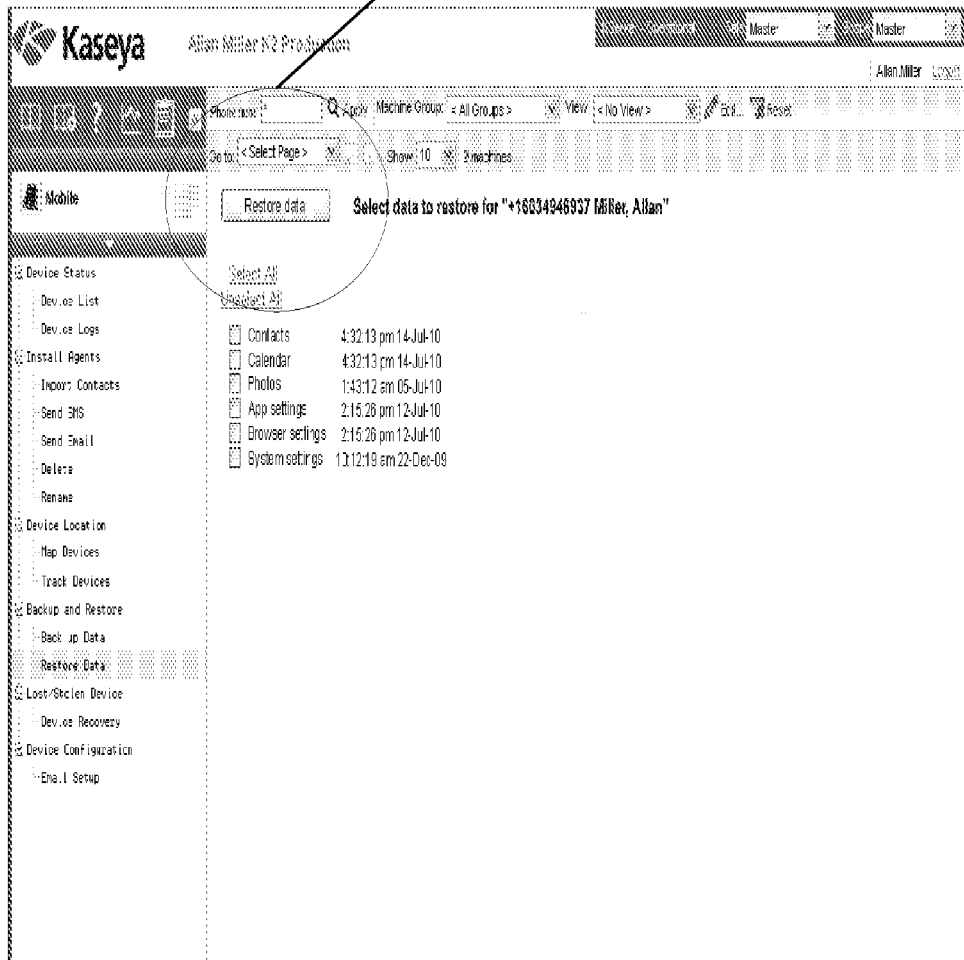 Kaseya
Allan Miller K2 Production
Master
Master
Allan.Miller Logoff
Phone num: *
Apply
Machine Group: < All Groups >
View: < No View >
Edit...
Reset
Go to: < Select Page >
Show 10
2 machines
Mobile
Restore data
Select data to restore for "+16034946937 Miller, Allan"
Select All
Unselect All
Contacts 4:32:13 pm 14-Jul-10
Calendar 4:32:13 pm 14-Jul-10
Photos 1:43:12 am 05-Jul-10
App settings 2:15:26 pm 12-Jul-10
Browser settings 2:15:26 pm 12-Jul-10
System settings 10:12:19 am 22-Dec-09
Device Status
Device List
Device Logs
Install Agents
Import Contacts
Send SMS
Send Email
Delete
Rename
Device Location
Map Devices
Track Devices
Backup and Restore
Back up Data
Restore Data
Lost/Stolen Device
Device Recovery
Device Configuration
Email Setup